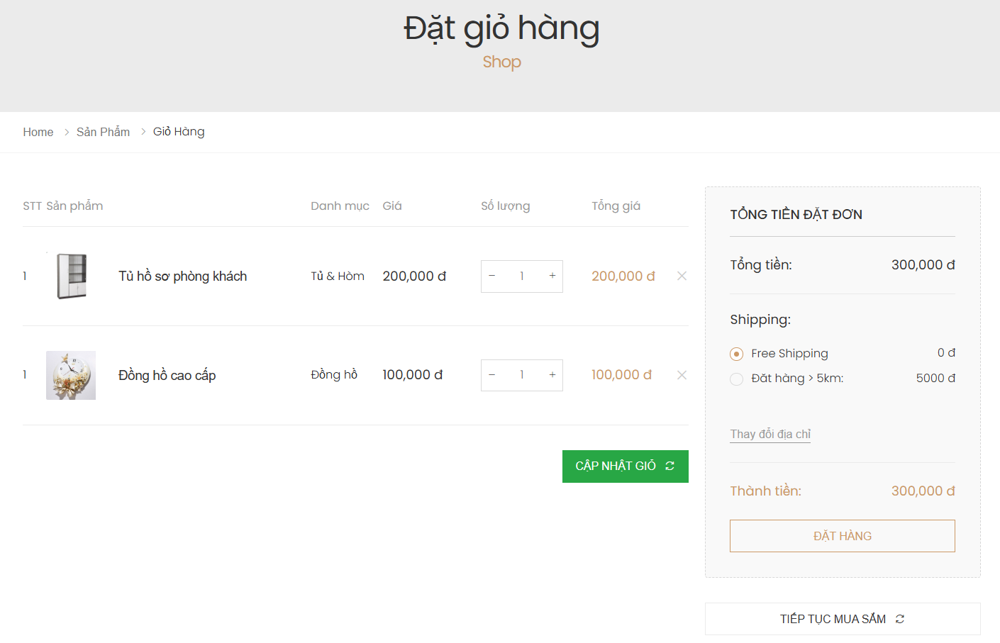 Đặt giỏ hàng
Shop
Home > Sản Phẩm > Giỏ Hàng
STT Sản phẩm Danh mục Giá Số lượng Tổng giá
1 Tủ hồ sơ phòng khách Tủ & Hòm 200,000 đ − 1 + 200,000 đ ×
1 Đồng hồ cao cấp Đồng hồ 100,000 đ − 1 + 100,000 đ ×
CẬP NHẬT GIỎ
TỔNG TIỀN ĐẶT ĐƠN
Tổng tiền: 300,000 đ
Shipping:
Free Shipping 0 đ
Đăt hàng > 5km: 5000 đ
Thay đổi địa chỉ
Thành tiền: 300,000 đ
ĐẶT HÀNG
TIẾP TỤC MUA SẮM